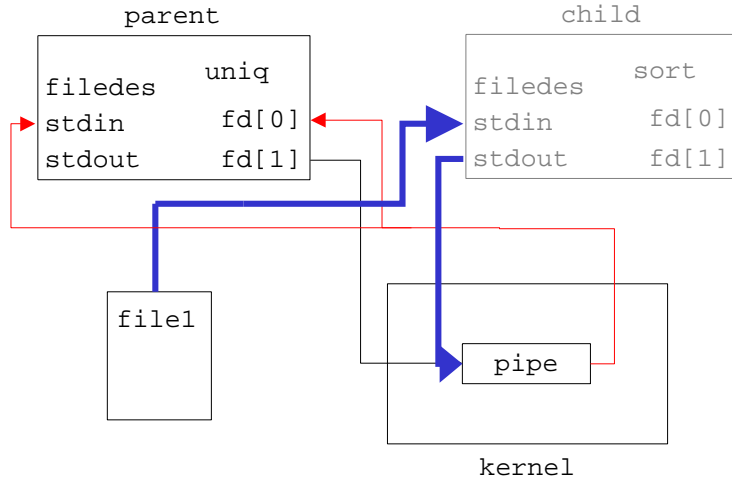 parent
child
uniq
filedes
stdin
fd[0]
stdout
fd[1]
sort
filedes
stdin
fd[0]
stdout
fd[1]
file1
pipe
kernel